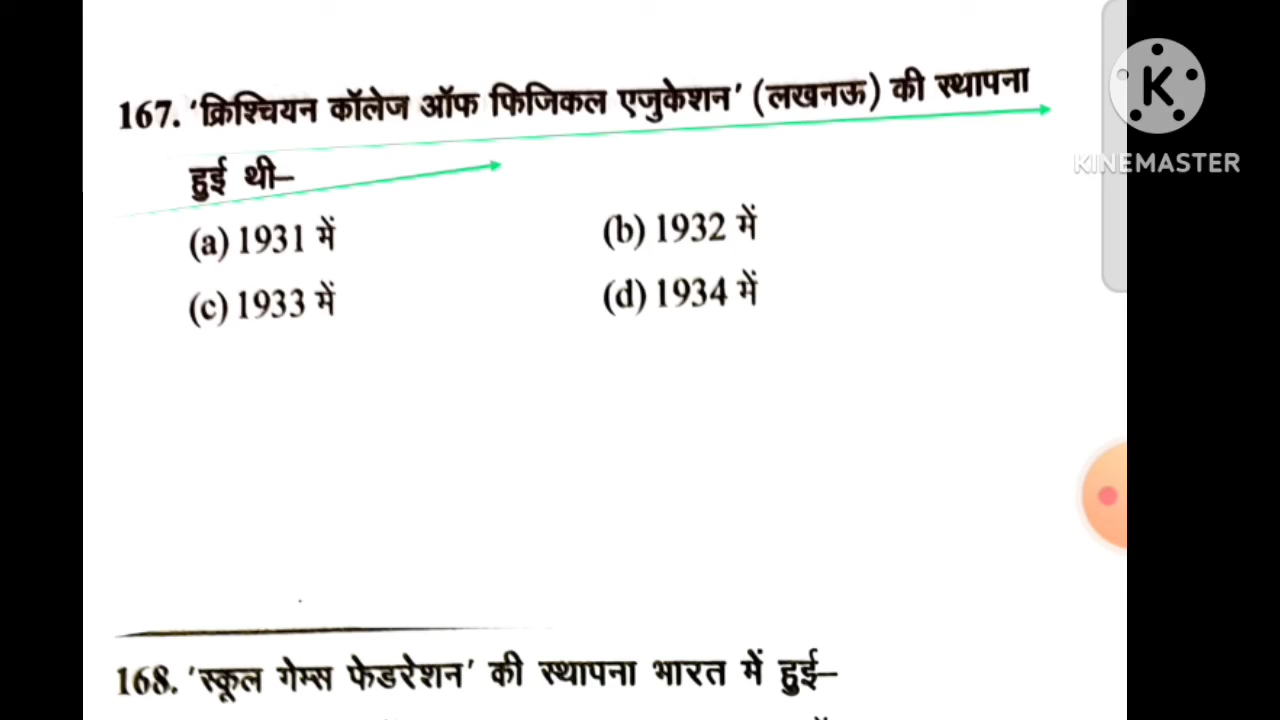 167. 'क्रिश्चियन कॉलेज ऑफ फिजिकल एजुकेशन' (लखनऊ) की स्थापना
हुई थी–
(a) 1931 में (b) 1932 में
(c) 1933 में (d) 1934 में
168. 'स्कूल गेम्स फेडरेशन' की स्थापना भारत में हुई–
K
KINEMASTER